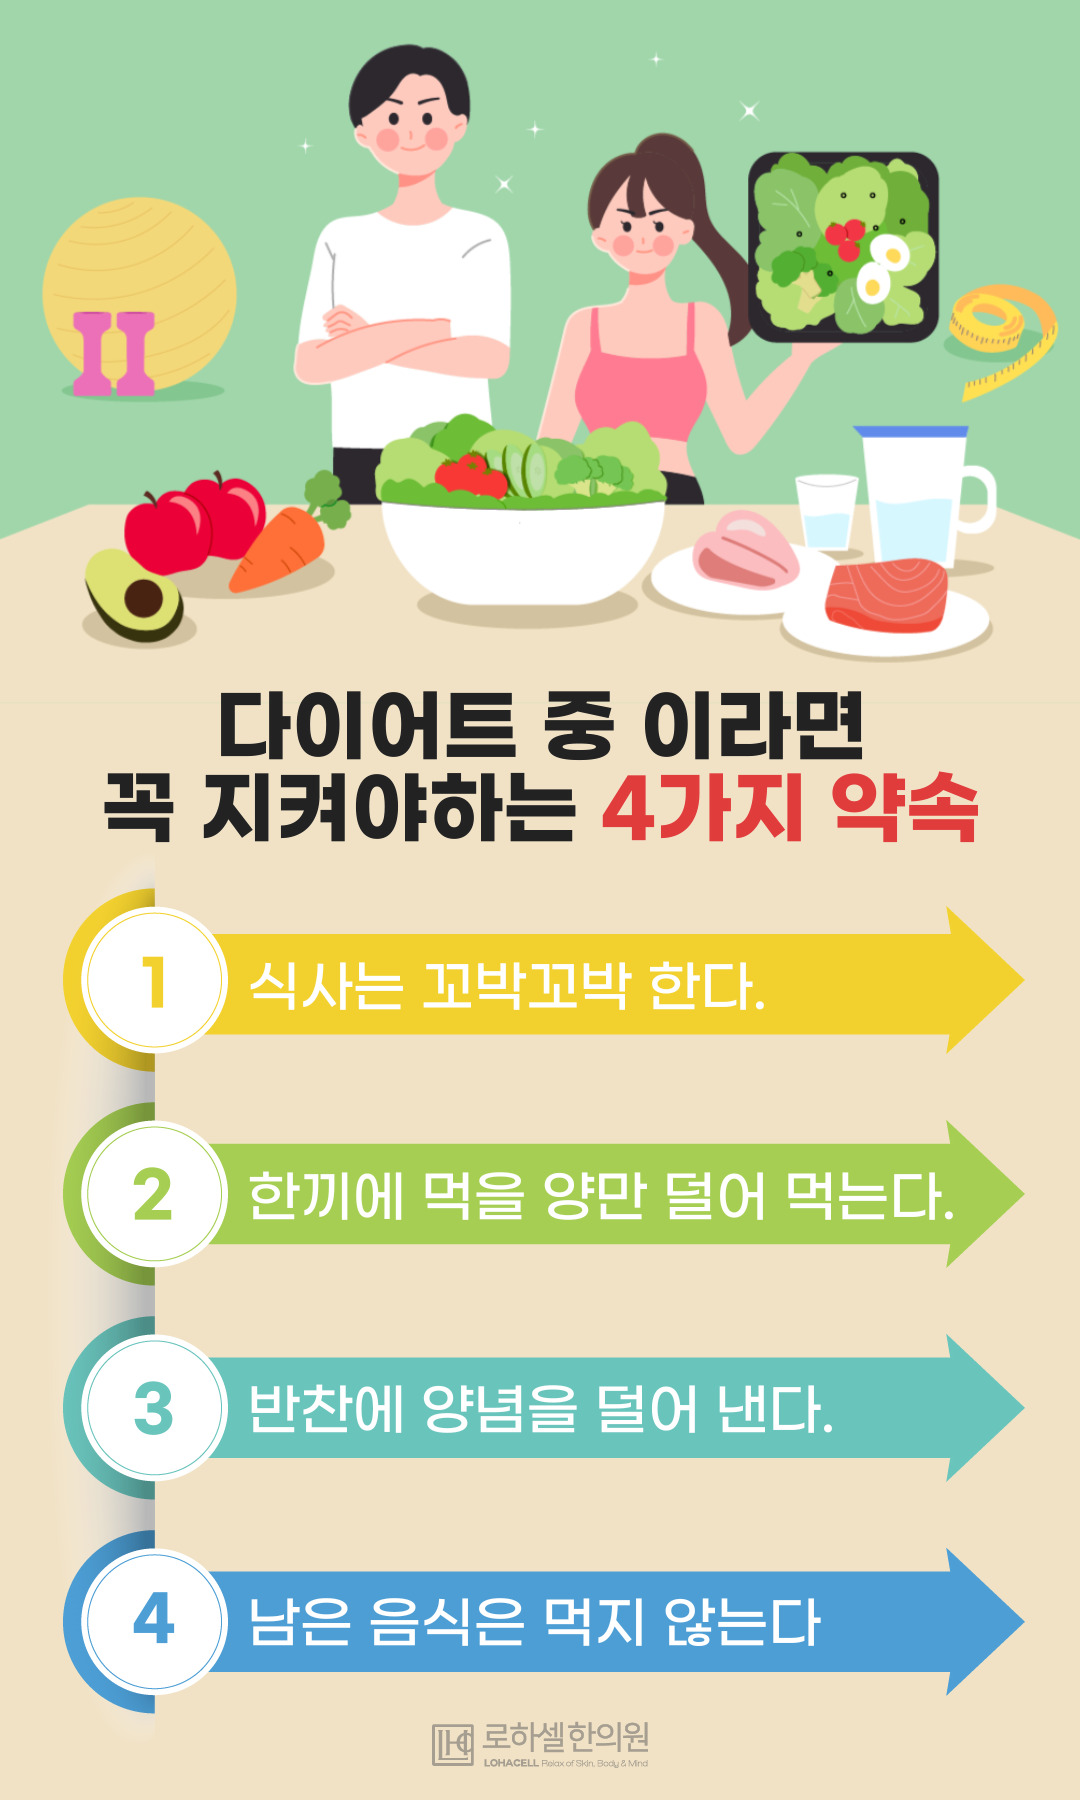 다이어트 중 이라면
꼭 지켜야하는 4가지 약속
1
식사는 꼬박꼬박 한다.
2
한끼에 먹을 양만 덜어 먹는다.
3
반찬에 양념을 덜어 낸다.
4
남은 음식은 먹지 않는다
LHC 로하셀한의원
LOHACELL Relax of Skin, Body & Mind